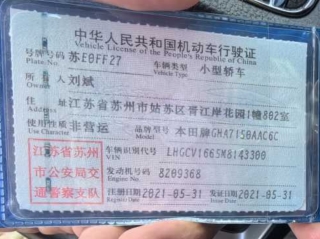 中华人民共和国机动车行驶证
Vehicle License of the People's Republic of China
号牌号码 苏E0FF27 车辆类型 小型轿车
Plate No. Vehicle Type
所有人 刘斌
Owner
住址 江苏省苏州市姑苏区晋江岸花园1幢802室
Address
使用性质 非营运 品牌型号 本田牌GHA7150AAC6C
Use Character Model
江苏省苏州 车辆识别代号 LHGCV1665M8143300
VIN
市公安局交 发动机号码 8209368
Engine No.
通警察支队 注册日期 2021-05-31 发证日期 2021-05-31
Register Date Issue Date